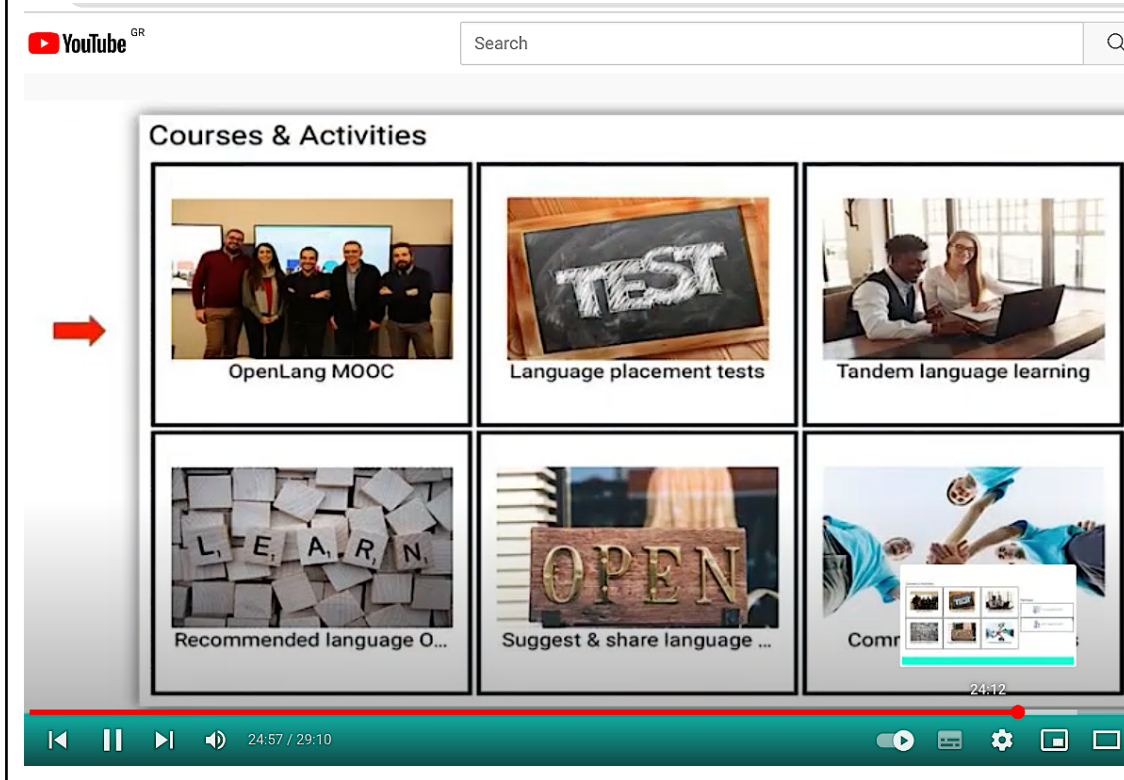 YouTube GR
Search
Courses & Activities
TEST
OpenLang MOOC
Language placement tests
Tandem language learning
L, E, A, R N,
OPEN
Recommended language O...
Suggest & share language ...
24:12
24:57 / 29:10